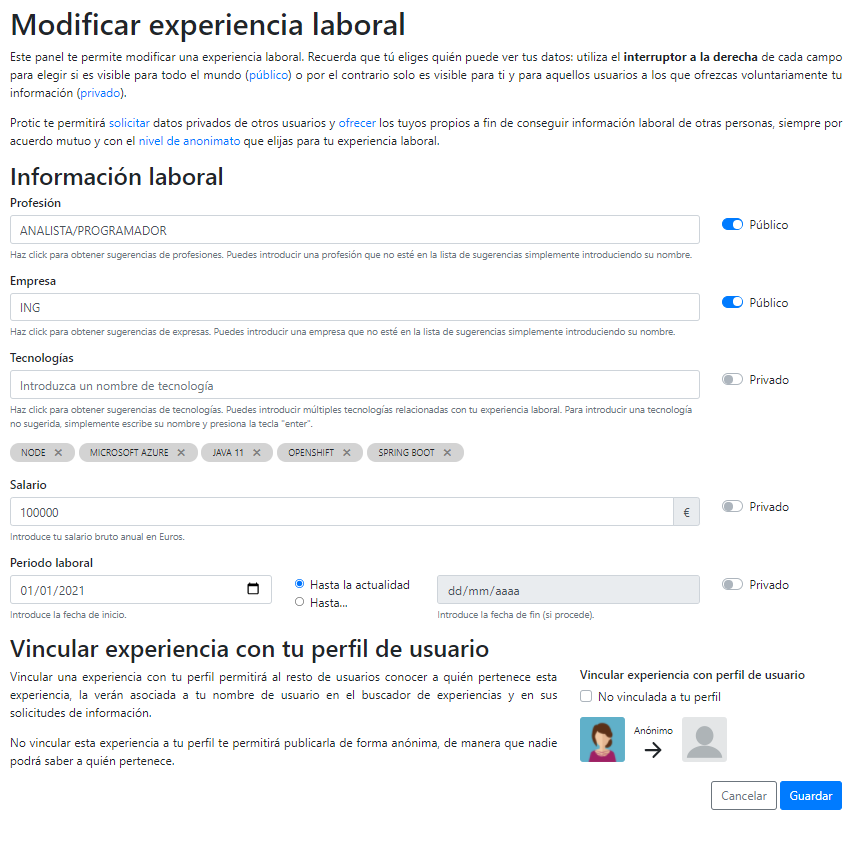 Modificar experiencia laboral
Este panel te permite modificar una experiencia laboral. Recuerda que tú eliges quién puede ver tus datos: utiliza el interruptor a la derecha de cada campo
para elegir si es visible para todo el mundo (público) o por el contrario solo es visible para ti y para aquellos usuarios a los que ofrezcas voluntariamente tu
información (privado).
Protic te permitirá solicitar datos privados de otros usuarios y ofrecer los tuyos propios a fin de conseguir información laboral de otras personas, siempre por
acuerdo mutuo y con el nivel de anonimato que elijas para tu experiencia laboral.
Información laboral
Profesión
ANALISTA/PROGRAMADOR
Público
Haz click para obtener sugerencias de profesiones. Puedes introducir una profesión que no esté en la lista de sugerencias simplemente introduciendo su nombre.
Empresa
ING
Público
Haz click para obtener sugerencias de expresas. Puedes introducir una empresa que no esté en la lista de sugerencias simplemente introduciendo su nombre.
Tecnologías
Introduzca un nombre de tecnología
Privado
Haz click para obtener sugerencias de tecnologías. Puedes introducir múltiples tecnologías relacionadas con tu experiencia laboral. Para introducir una tecnología
no sugerida, simplemente escribe su nombre y presiona la tecla "enter".
NODE ✕ MICROSOFT AZURE ✕ JAVA 11 ✕ OPENSHIFT ✕ SPRING BOOT ✕
Salario
100000 €
Privado
Introduce tu salario bruto anual en Euros.
Periodo laboral
01/01/2021
Hasta la actualidad
Hasta...
dd/mm/aaaa
Privado
Introduce la fecha de inicio.
Introduce la fecha de fin (si procede).
Vincular experiencia con tu perfil de usuario
Vincular una experiencia con tu perfil permitirá al resto de usuarios conocer a quién pertenece esta
experiencia, la verán asociada a tu nombre de usuario en el buscador de experiencias y en sus
solicitudes de información.
No vincular esta experiencia a tu perfil te permitirá publicarla de forma anónima, de manera que nadie
podrá saber a quién pertenece.
Vincular experiencia con perfil de usuario
No vinculada a tu perfil
Anónimo
Cancelar
Guardar